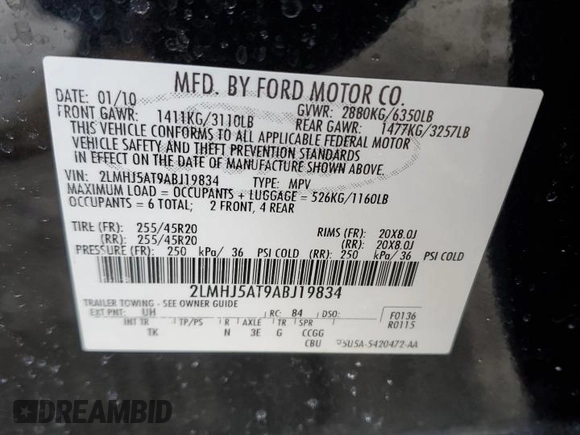 MFD. BY FORD MOTOR CO.
DATE: 01/10 GVWR: 2880KG/6350LB
FRONT GAWR: 1411KG/3110LB REAR GAWR: 1477KG/3257LB
THIS VEHICLE CONFORMS TO ALL APPLICABLE FEDERAL MOTOR
VEHICLE SAFETY AND THEFT PREVENTION STANDARDS
IN EFFECT ON THE DATE OF MANUFACTURE SHOWN ABOVE.
VIN: 2LMHJ5AT9ABJ19834 TYPE: MPV
MAXIMUM LOAD = OCCUPANTS + LUGGAGE = 526KG/1160LB
OCCUPANTS = 6 TOTAL; 2 FRONT, 4 REAR
TIRE (FR): 255/45R20 RIMS (FR): 20X8.0J
(RR): 255/45R20 (RR): 20X8.0J
PRESSURE (FR): 250 kPa/ 36 PSI COLD (RR): 250 kPa/ 36 PSI COLD
2LMHJ5AT9ABJ19834
TRAILER TOWING - SEE OWNER GUIDE
EXT PNT: UH RC: 84 DSO: F0136
INT TR TP/PS R AXLE TR SPR R0115
TK N 3E G CCGG
CBU 5USA-5420472-AA
DREAMBID